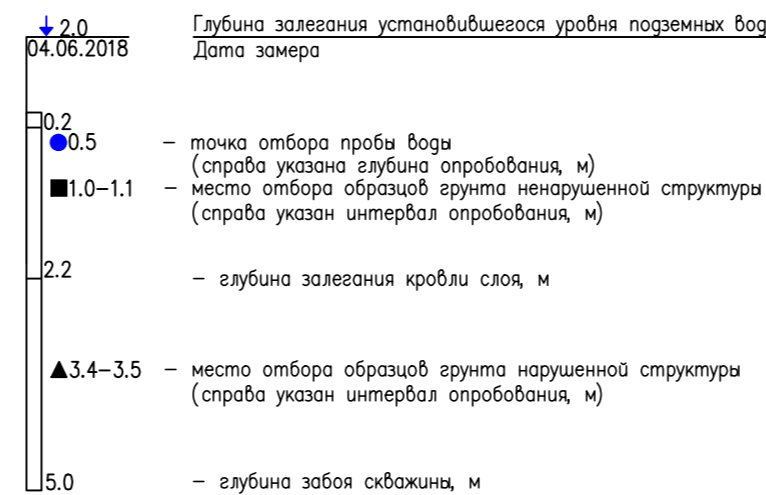 2.0 Глубина залегания установившегося уровня подземных вод
04.06.2018 Дата замера
0.2
0.5 – точка отбора пробы воды
(справа указана глубина опробования, м)
1.0–1.1 – место отбора образцов грунта ненарушенной структуры
(справа указан интервал опробования, м)
2.2 – глубина залегания кровли слоя, м
3.4–3.5 – место отбора образцов грунта нарушенной структуры
(справа указан интервал опробования, м)
5.0 – глубина забоя скважины, м